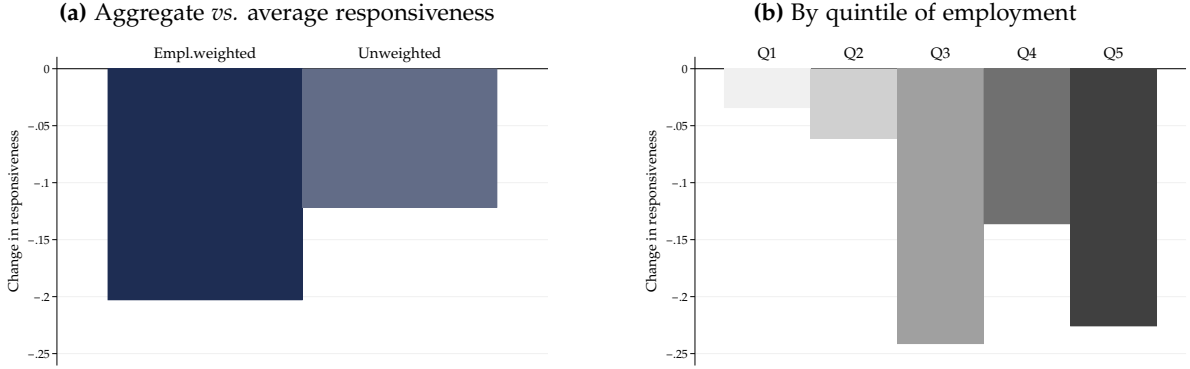 (a) Aggregate vs. average responsiveness
Empl.weighted Unweighted
0
-.05
-.1
-.15
-.2
-.25
Change in responsiveness
(b) By quintile of employment
Q1 Q2 Q3 Q4 Q5
0
-.05
-.1
-.15
-.2
-.25
Change in responsiveness